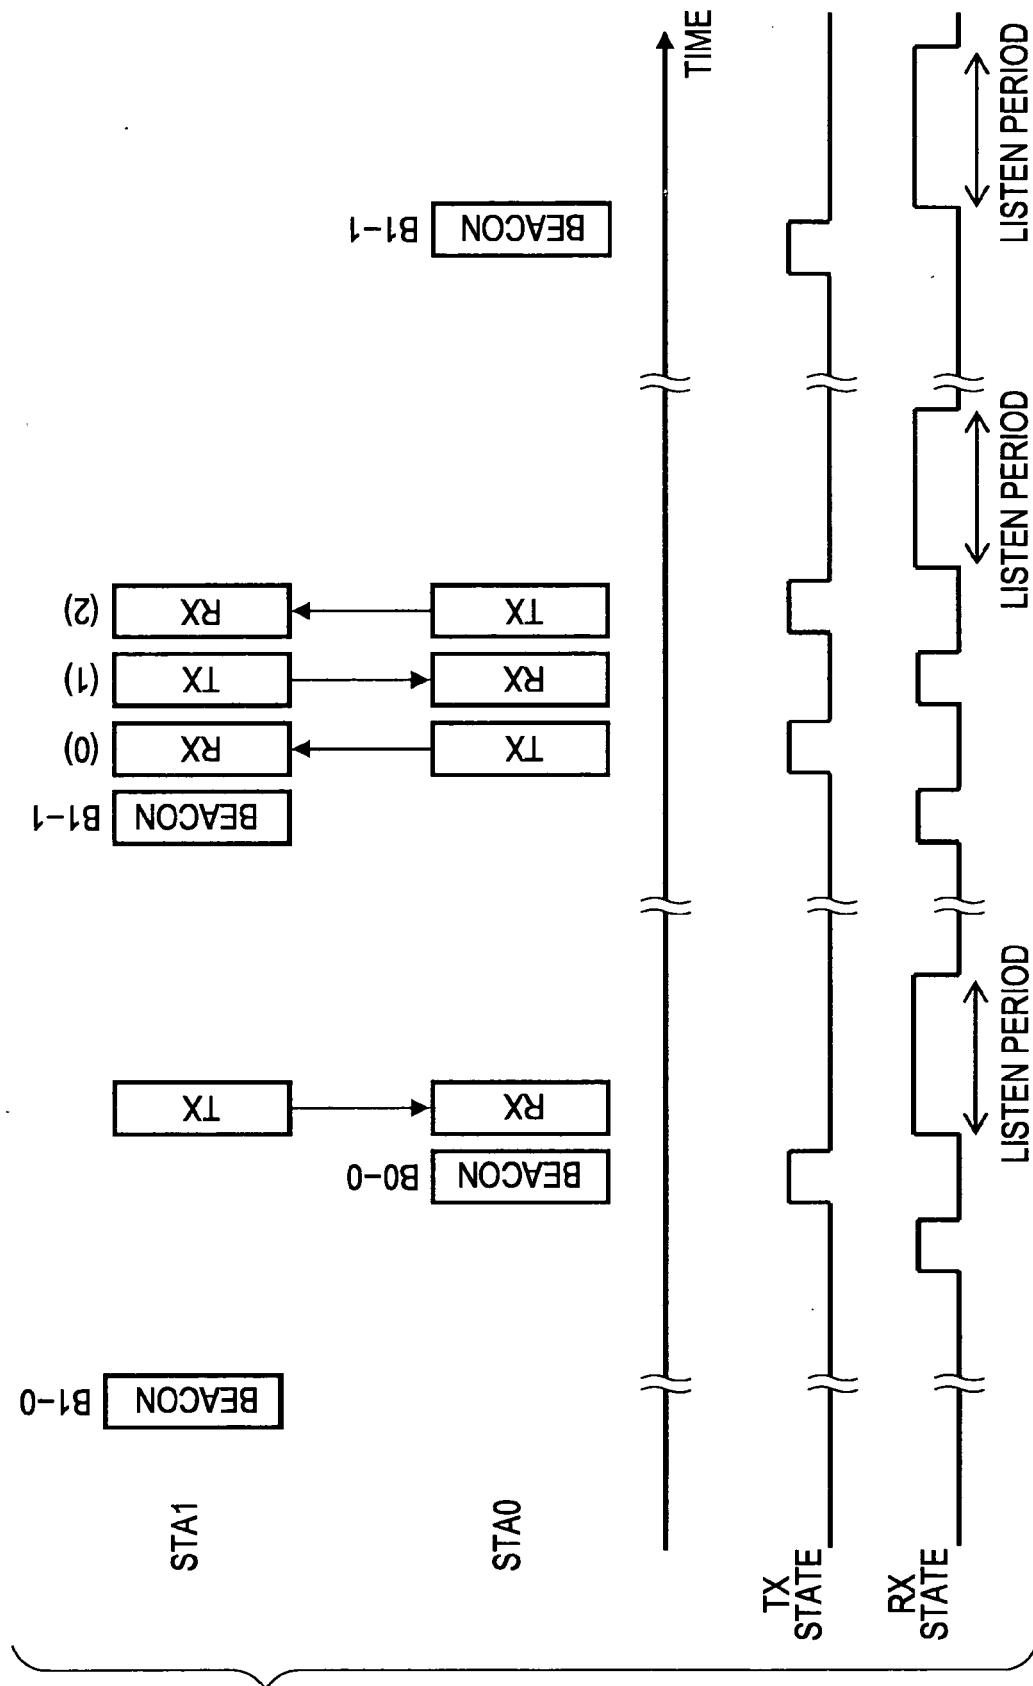 STA1
B1-0
BEACON
TX
B1-1
BEACON
(0)
RX
(1)
TX
(2)
RX
STA0
B0-0
BEACON
RX
TX
RX
TX
B1-1
BEACON
TIME
TX
STATE
RX
STATE
LISTEN PERIOD
LISTEN PERIOD
LISTEN PERIOD